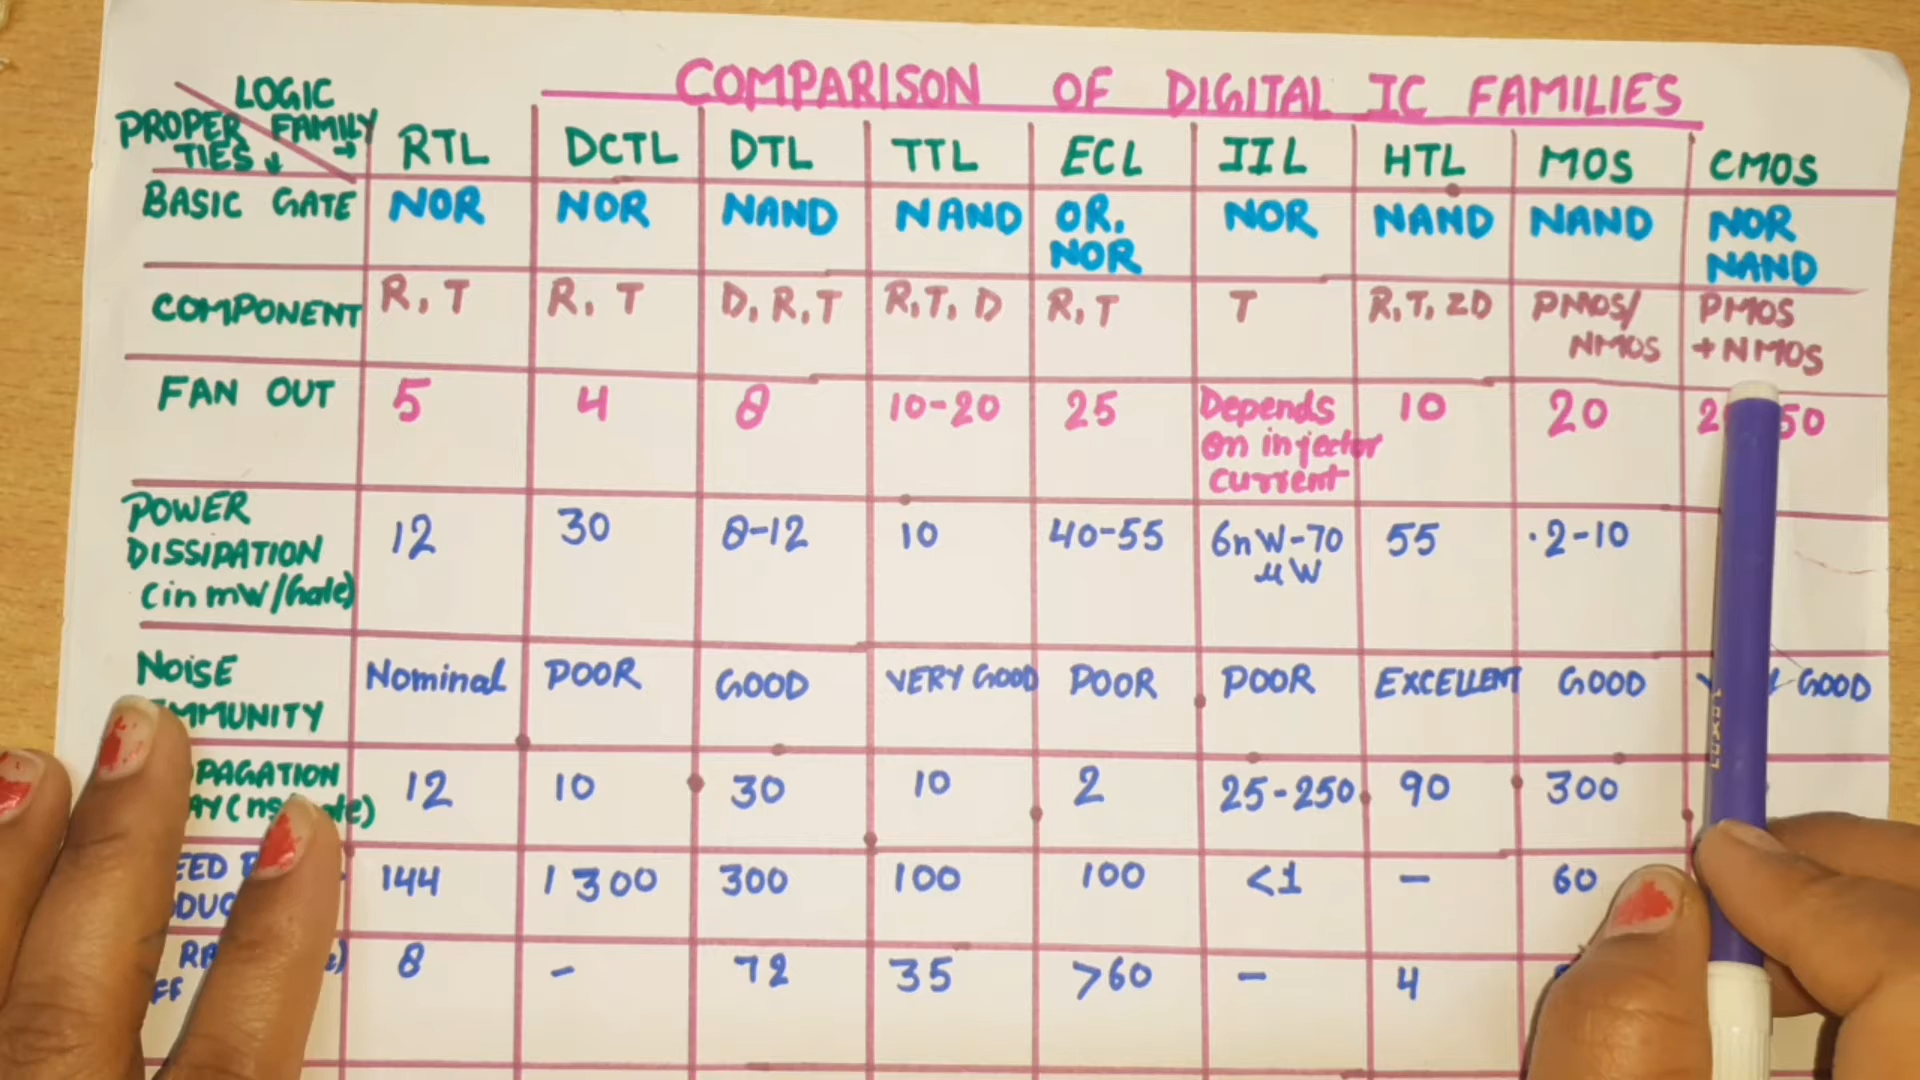 COMPARISON OF DIGITAL IC FAMILIES
LOGIC FAMILY →
PROPERTIES ↓
RTL DCTL DTL TTL ECL IIL HTL MOS CMOS
BASIC GATE NOR NOR NAND NAND OR, NOR NOR NAND NAND NOR NAND
COMPONENT R, T R, T D, R, T R, T, D R, T T R, T, ZD PMOS/ NMOS PMOS + NMOS
FAN OUT 5 4 8 10-20 25 Depends on injector current 10 20 50
POWER DISSIPATION (in mW/Gate) 12 30 8-12 10 40-55 6nW-70 μW 55 .2-10
NOISE Nominal POOR GOOD VERY GOOD POOR POOR EXCELLENT GOOD GOOD
12 10 30 10 2 25-250 90 300
144 1300 300 100 100 <1 - 60
8 - 72 35 >60 - 4